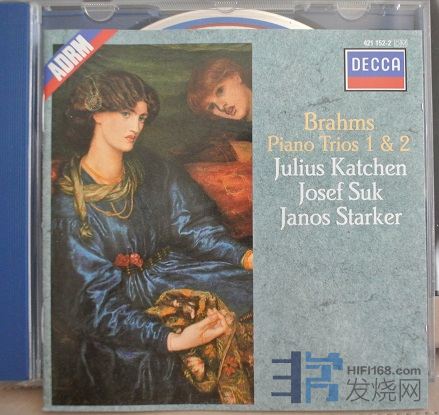 ADRM
421 152-2
DECCA
Brahms
Piano Trios 1 & 2
Julius Katchen
Josef Suk
Janos Starker
HIFI168.com
发烧网